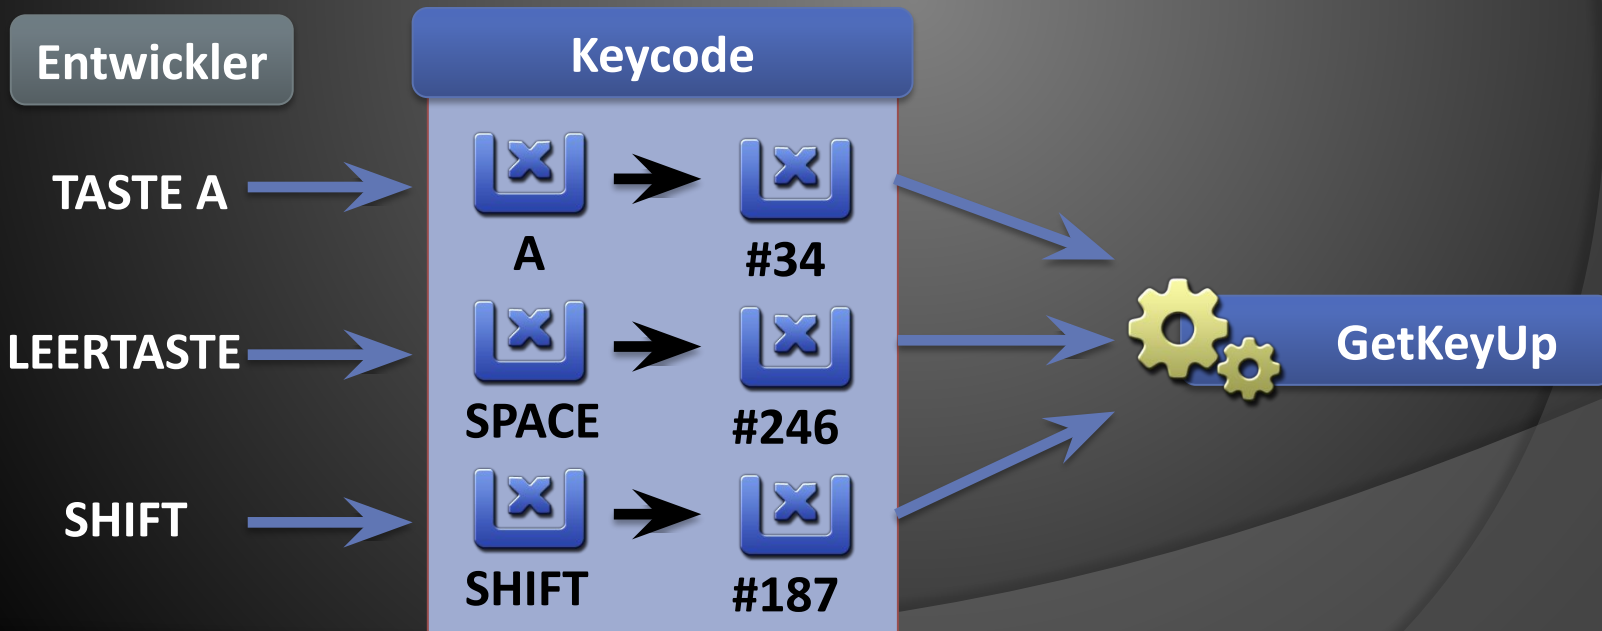 Entwickler
Keycode
TASTE A
A
#34
LEERTASTE
SPACE
#246
GetKeyUp
SHIFT
SHIFT
#187